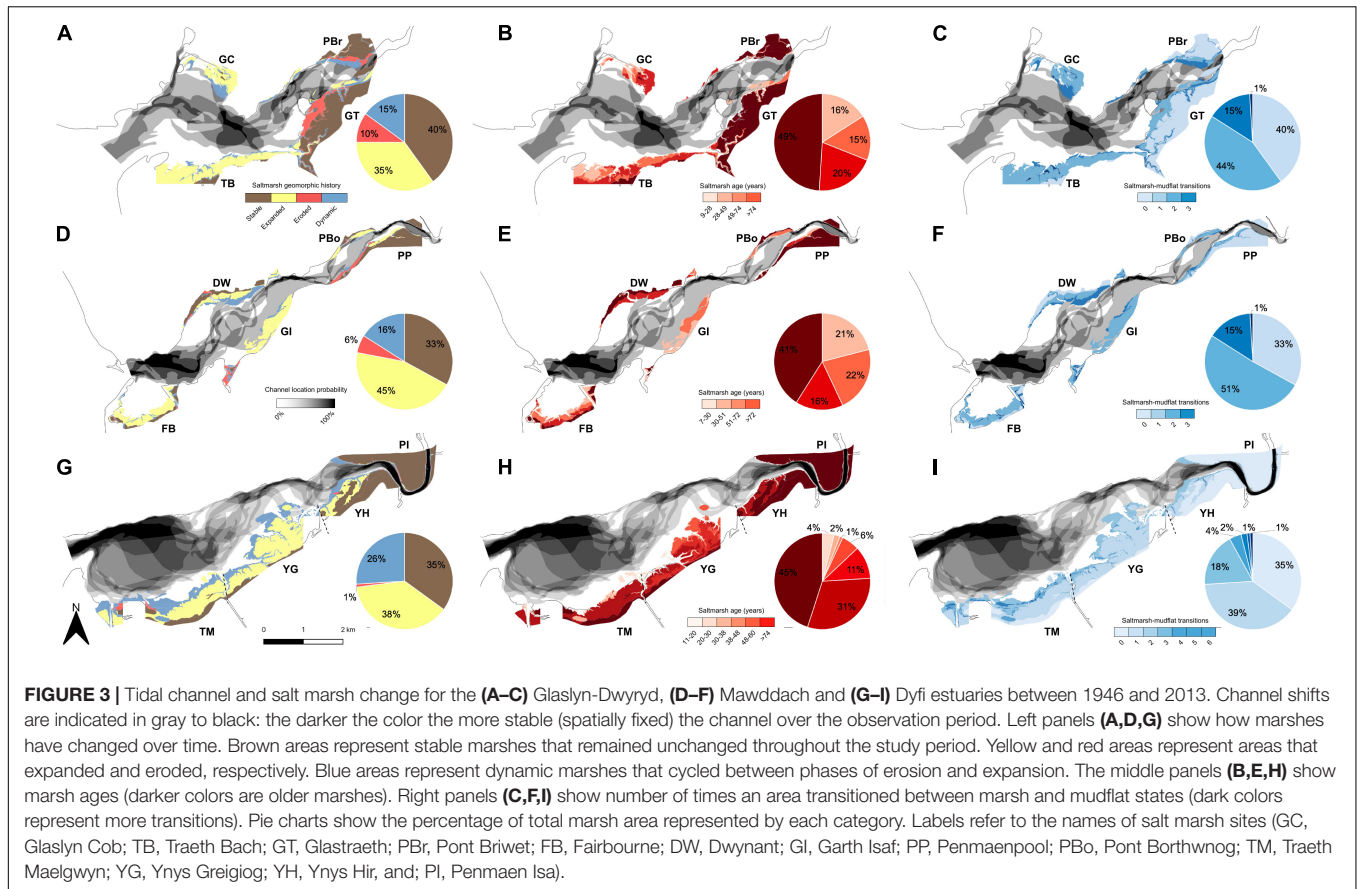 A
GC
PBr
GT
TB
15%
10%
35%
40%
Saltmarsh geomorphic history
Stable
Expanded
Eroded
Dynamic
B
GC
PBr
GT
TB
16%
15%
20%
Saltmarsh age (years)
9-28
28-49
49-74
>74
C
GC
PBr
GT
TB
1%
15%
40%
44%
Saltmarsh-mudflat transitions
0 1 2 3
D
PBo
PP
DW
GI
FB
16%
6%
33%
45%
Channel location probability
0% 100%
E
PBo
PP
DW
GI
FB
21%
22%
16%
41%
Saltmarsh age (years)
7-30
30-51
51-72
>72
F
PBo
PP
DW
GI
FB
1%
15%
33%
51%
Saltmarsh-mudflat transitions
0 1 2 3
G
PI
YH
YG
TM
26%
35%
1%
38%
N
0 1 2 km
H
PI
YH
YG
TM
4%
2%
1%
6%
11%
31%
45%
Saltmarsh age (years)
11-20
20-30
30-38
38-48
48-60
>74
I
PI
YH
YG
TM
4%
2%
1%
1%
18%
35%
39%
Saltmarsh-mudflat transitions
0 1 2 3 4 5 6
FIGURE 3 | Tidal channel and salt marsh change for the (A–C) Glaslyn-Dwyryd, (D–F) Mawddach and (G–I) Dyfi estuaries between 1946 and 2013. Channel shifts
are indicated in gray to black: the darker the color the more stable (spatially fixed) the channel over the observation period. Left panels (A,D,G) show how marshes
have changed over time. Brown areas represent stable marshes that remained unchanged throughout the study period. Yellow and red areas represent areas that
expanded and eroded, respectively. Blue areas represent dynamic marshes that cycled between phases of erosion and expansion. The middle panels (B,E,H) show
marsh ages (darker colors are older marshes). Right panels (C,F,I) show number of times an area transitioned between marsh and mudflat states (dark colors
represent more transitions). Pie charts show the percentage of total marsh area represented by each category. Labels refer to the names of salt marsh sites (GC,
Glaslyn Cob; TB, Traeth Bach; GT, Glastraeth; PBr, Pont Briwet; FB, Fairbourne; DW, Dwynant; GI, Garth Isaf; PP, Penmaenpool; PBo, Pont Borthwnog; TM, Traeth
Maelgwyn; YG, Ynys Greigiog; YH, Ynys Hir, and; PI, Penmaen Isa).